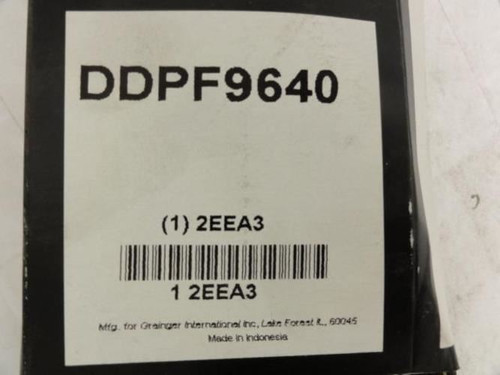 DDPF9640
(1) 2EEA3
1 2EEA3
Mfg. for Grainger International Inc, Lake Forest IL, 60045
Made in Indonesia